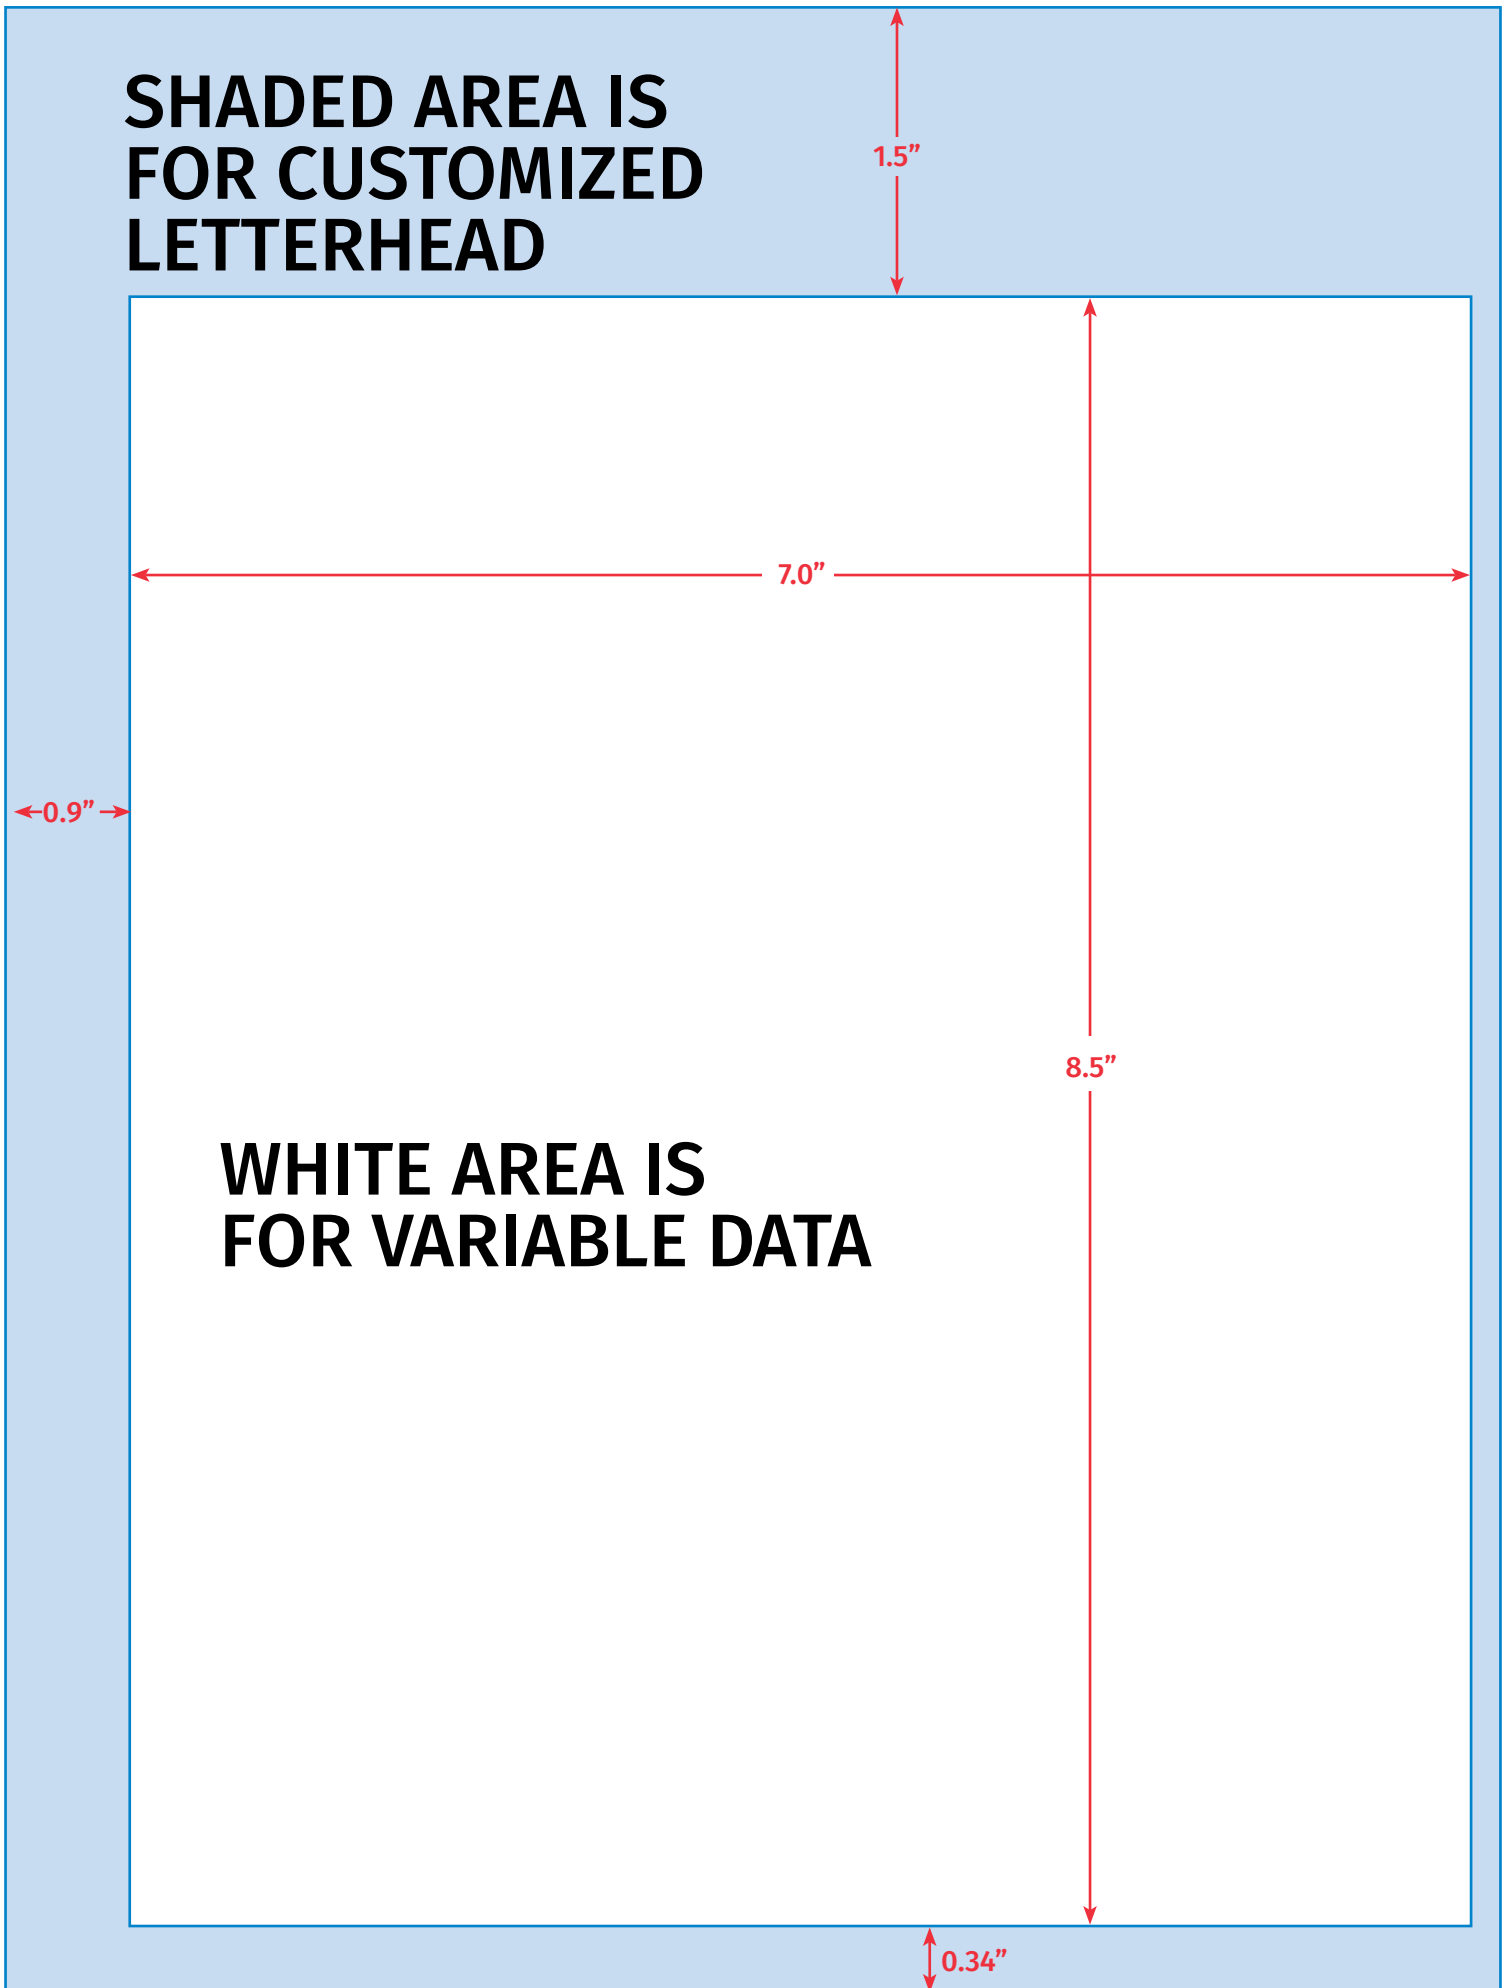 SHADED AREA IS
FOR CUSTOMIZED
LETTERHEAD
1.5”
7.0”
0.9”
8.5”
WHITE AREA IS
FOR VARIABLE DATA
0.34”